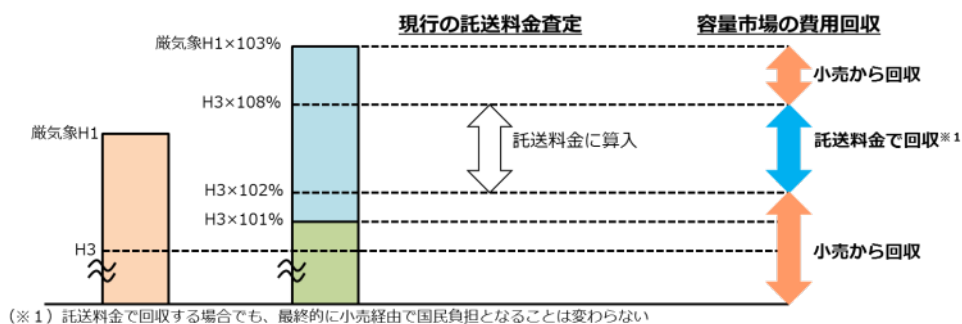 現行の託送料金査定
容量市場の費用回収
厳気象H1×103%
小売から回収
H3×108%
厳気象H1
託送料金に算入
託送料金で回収※1
H3×102%
H3×101%
H3
小売から回収
(※1)託送料金で回収する場合でも、最終的に小売経由で国民負担となることは変わらない